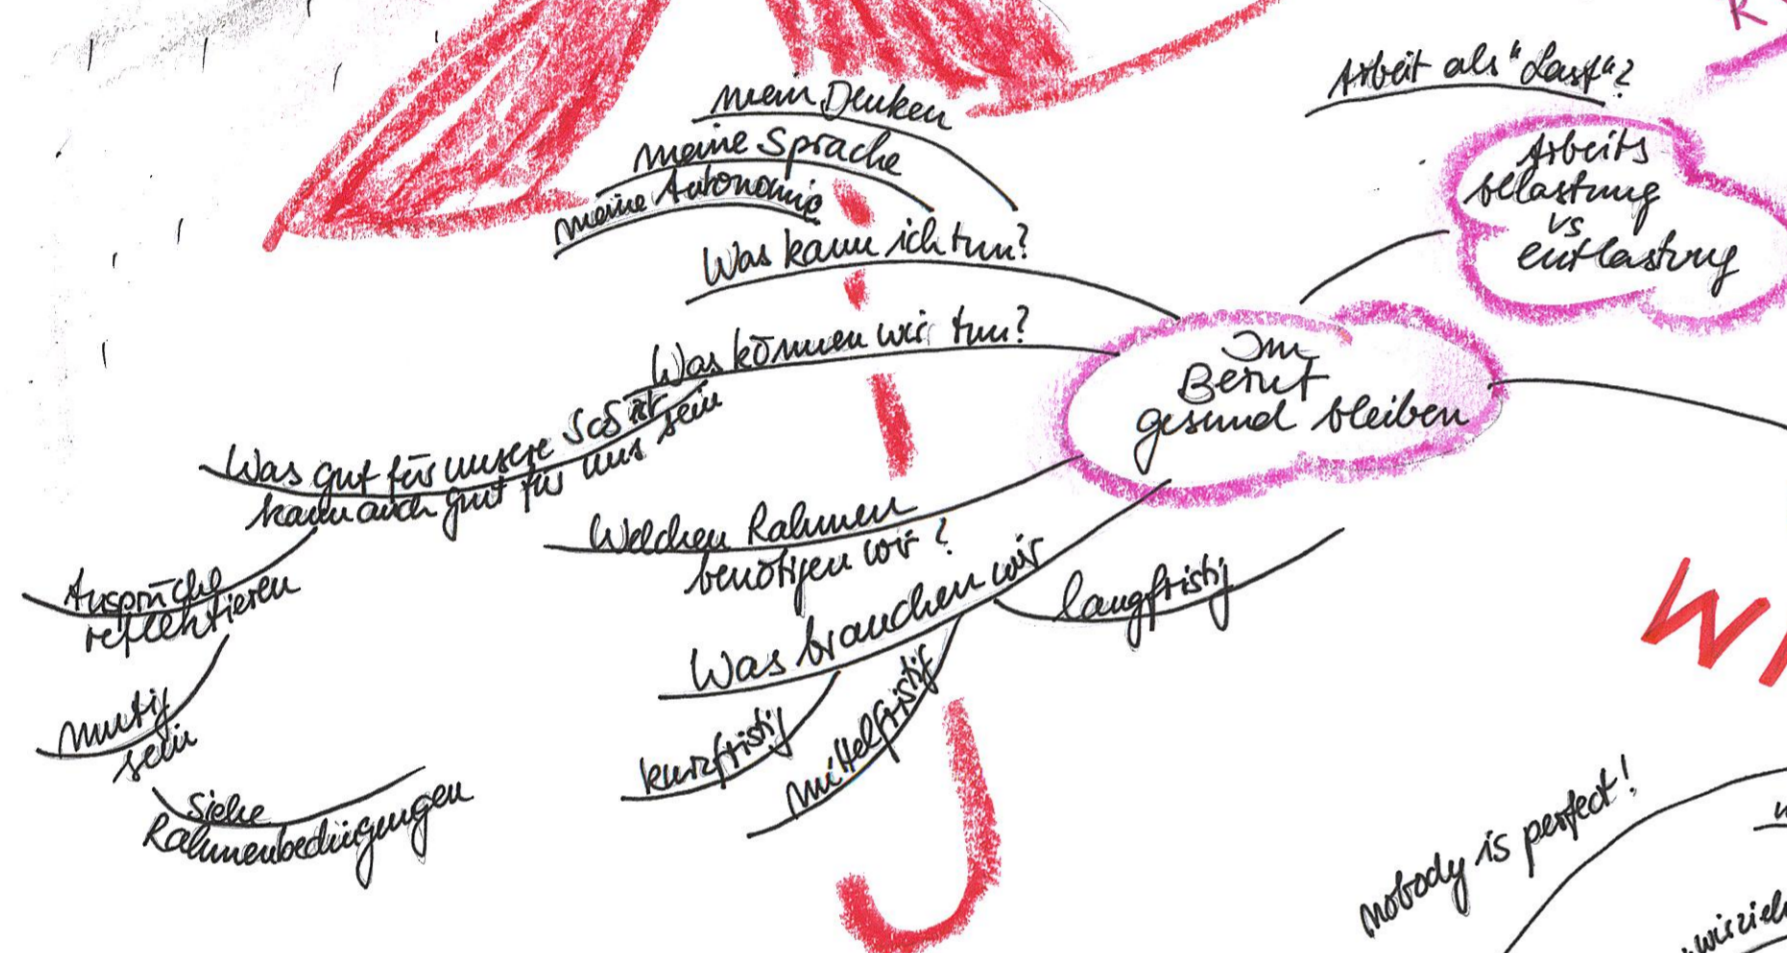 mein Denken
meine Sprache
meine Autonomie
Was kann ich tun?
Was können wir tun?
Was gut für unsere SoS ist
kann auch gut für uns sein
Ansprüche
reflektieren
mutig
sein
Siehe
Rahmenbedingungen
Welchen Rahmen
benötigen wir?
Was brauchen wir
kurzfristig
mittelfristig
langfristig
Im
Beruf
gesund bleiben
Arbeit als "Last"?
Arbeits
belastung
vs
entlastung
nobody is perfect!